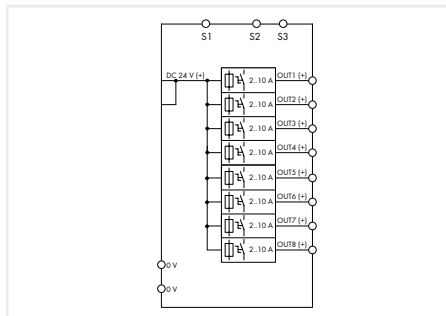 S1 S2 S3
DC 24 V (+) 2...10 A OUT1 (+)
2...10 A OUT2 (+)
2...10 A OUT3 (+)
2...10 A OUT4 (+)
2...10 A OUT5 (+)
2...10 A OUT6 (+)
2...10 A OUT7 (+)
2...10 A OUT8 (+)
0 V
0 V